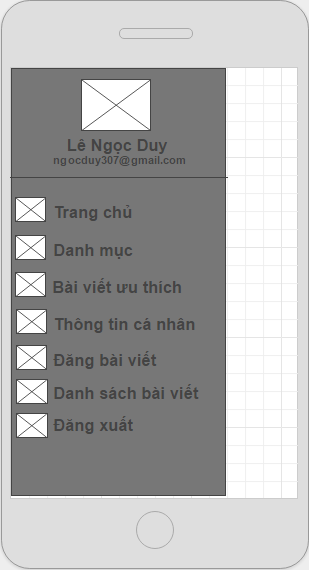 Lê Ngọc Duy
ngocduy307@gmail.com
Trang chủ
Danh mục
Bài viết ưu thích
Thông tin cá nhân
Đăng bài viết
Danh sách bài viết
Đăng xuất